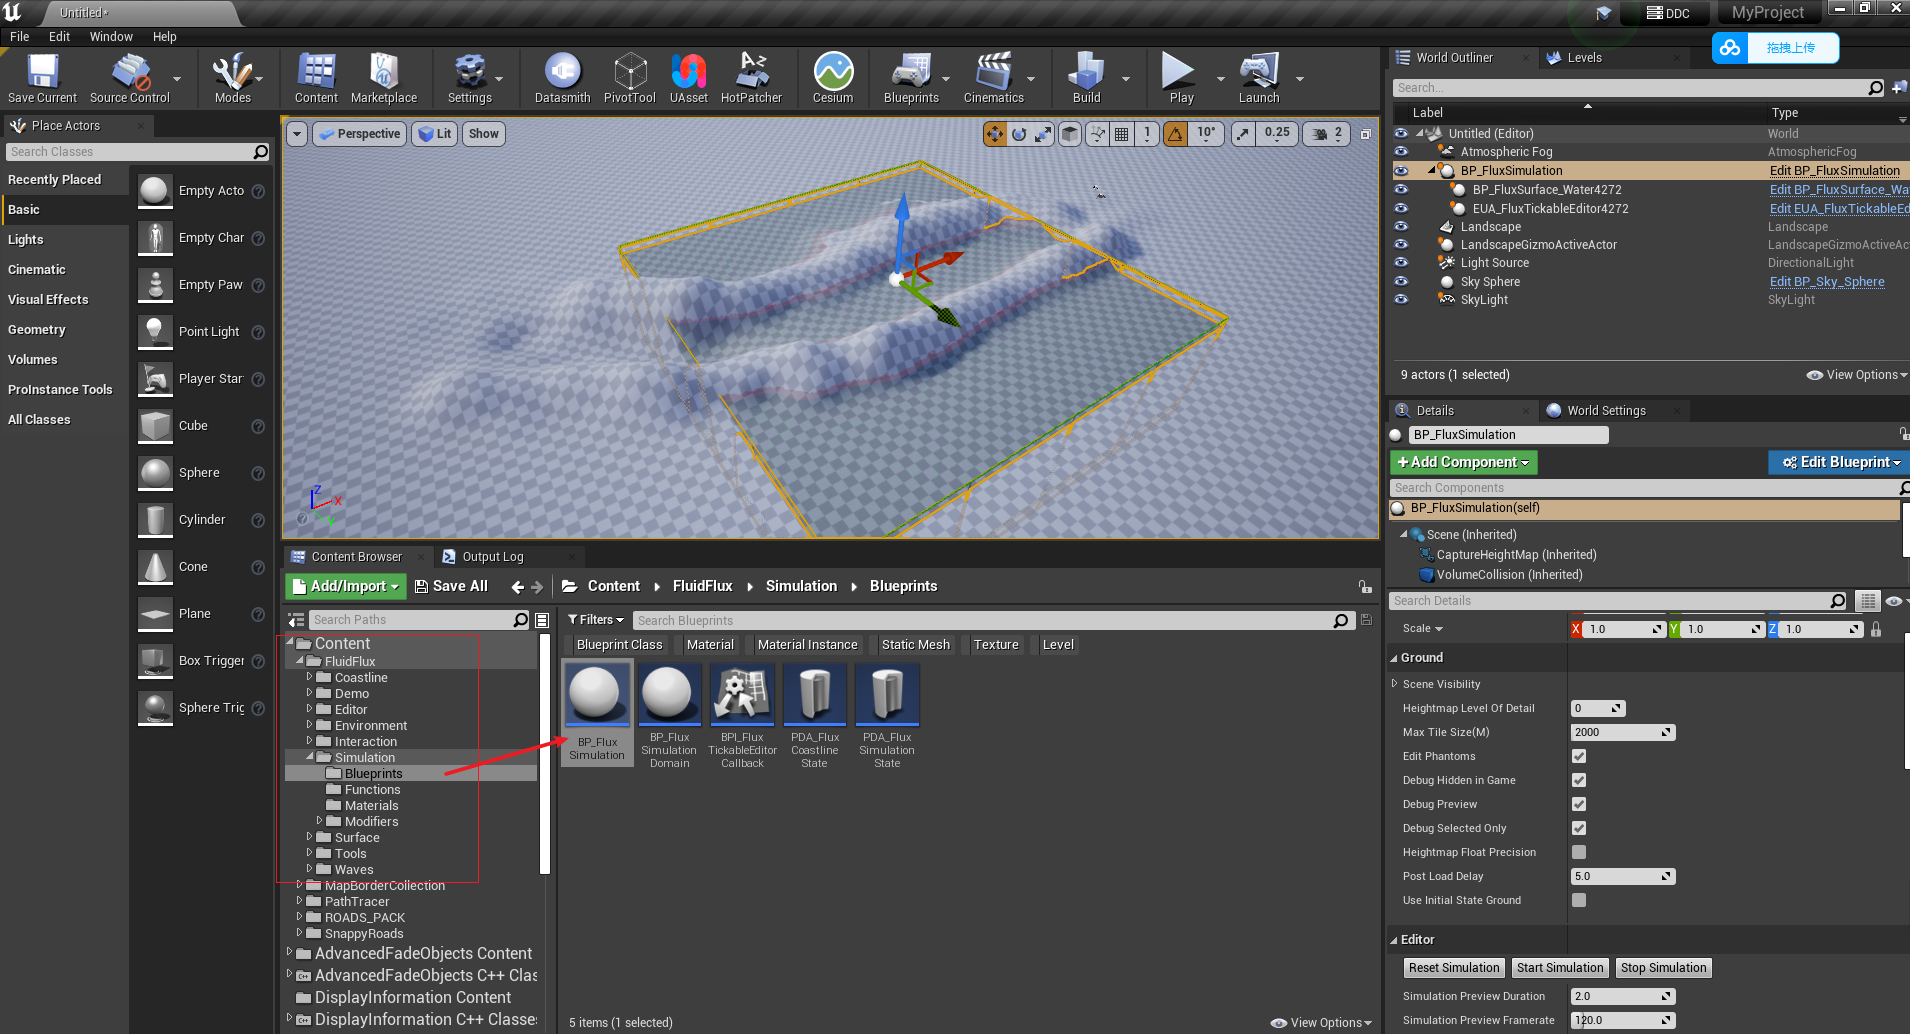 Untitled*
DDC
MyProject
File Edit Window Help
拖拽上传
Save Current
Source Control
Modes
Content
Marketplace
Settings
Datasmith
PivotTool
UAsset
HotPatcher
Cesium
Blueprints
Cinematics
Build
Play
Launch
Place Actors
Search Classes
Recently Placed
Basic
Lights
Cinematic
Visual Effects
Geometry
Volumes
ProInstance Tools
All Classes
Empty Acto
Empty Char
Empty Paw
Point Light
Player Star
Cube
Sphere
Cylinder
Cone
Plane
Box Trigger
Sphere Trig
Perspective
Lit
Show
1
10°
0.25
2
Z
X
Y
World Outliner
Levels
Search...
Label Type
Untitled (Editor) World
Atmospheric Fog AtmosphericFog
BP_FluxSimulation Edit BP_FluxSimulation
BP_FluxSurface_Water4272 Edit BP_FluxSurface_Wa
EUA_FluxTickableEditor4272 Edit EUA_FluxTickableEd
Landscape Landscape
LandscapeGizmoActiveActor LandscapeGizmoActiveAc
Light Source DirectionalLight
Sky Sphere Edit BP_Sky_Sphere
SkyLight SkyLight
9 actors (1 selected)
View Options
Details
World Settings
BP_FluxSimulation
+Add Component
Edit Blueprint
Search Components
BP_FluxSimulation(self)
Scene (Inherited)
CaptureHeightMap (Inherited)
VolumeCollision (Inherited)
Search Details
Scale X 1.0 Y 1.0 Z 1.0
Ground
Scene Visibility
Heightmap Level Of Detail 0
Max Tile Size(M) 2000
Edit Phantoms
Debug Hidden in Game
Debug Preview
Debug Selected Only
Heightmap Float Precision
Post Load Delay 5.0
Use Initial State Ground
Editor
Reset Simulation Start Simulation Stop Simulation
Simulation Preview Duration 2.0
Simulation Preview Framerate 120.0
Content Browser
Output Log
Add/Import
Save All
Content
FluidFlux
Simulation
Blueprints
Search Paths
Content
FluidFlux
Coastline
Demo
Editor
Environment
Interaction
Simulation
Blueprints
Functions
Materials
Modifiers
Surface
Tools
Waves
MapBorderCollection
PathTracer
ROADS_PACK
SnappyRoads
AdvancedFadeObjects Content
AdvancedFadeObjects C++ Clas
DisplayInformation Content
DisplayInformation C++ Classe
Filters
Search Blueprints
Blueprint Class
Material
Material Instance
Static Mesh
Texture
Level
BP_Flux
Simulation
BP_Flux
Simulation
Domain
BPI_Flux
TickableEditor
Callback
PDA_Flux
Coastline
State
PDA_Flux
Simulation
State
5 items (1 selected)
View Options